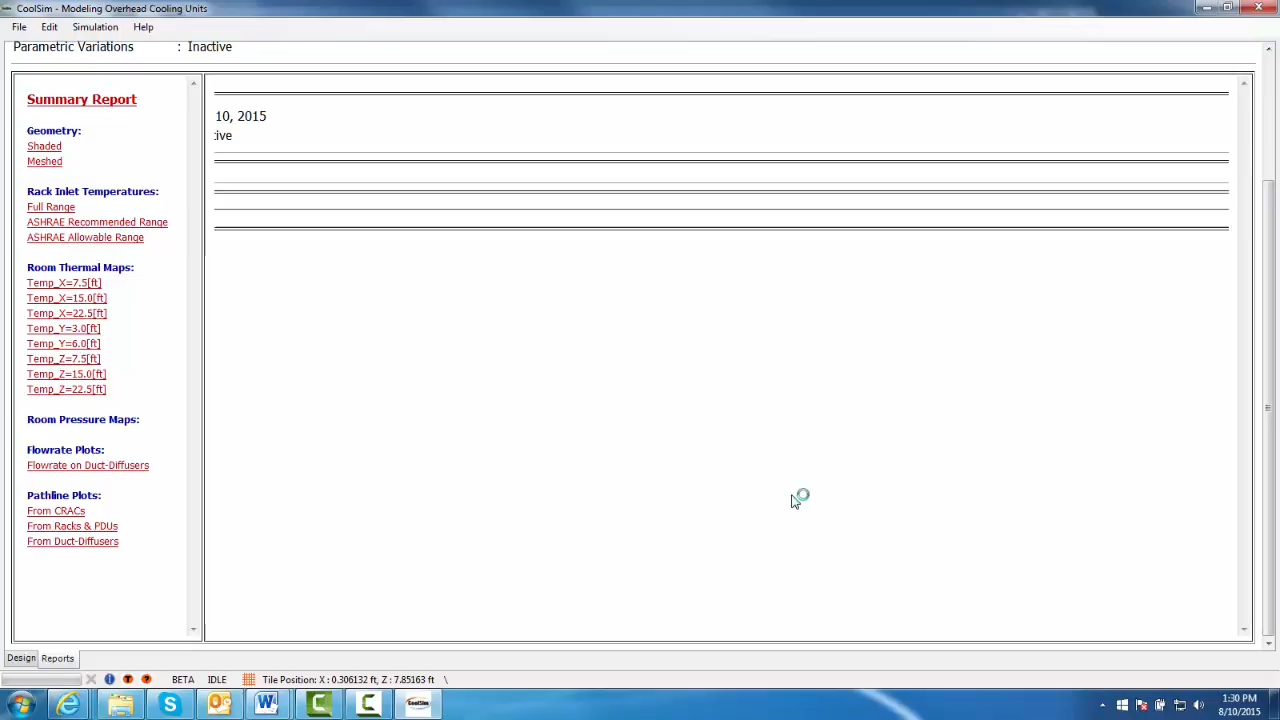 CoolSim - Modeling Overhead Cooling Units
File Edit Simulation Help
Parametric Variations : Inactive
Summary Report
Geometry:
Shaded
Meshed
Rack Inlet Temperatures:
Full Range
ASHRAE Recommended Range
ASHRAE Allowable Range
Room Thermal Maps:
Temp_X=7.5[ft]
Temp_X=15.0[ft]
Temp_X=22.5[ft]
Temp_Y=3.0[ft]
Temp_Y=6.0[ft]
Temp_Z=7.5[ft]
Temp_Z=15.0[ft]
Temp_Z=22.5[ft]
Room Pressure Maps:
Flowrate Plots:
Flowrate on Duct-Diffusers
Pathline Plots:
From CRACs
From Racks & PDUs
From Duct-Diffusers
10, 2015
tive
Design Reports
BETA IDLE Tile Position: X : 0.306132 ft, Z : 7.85163 ft \
CoolSim
1:30 PM
8/10/2015